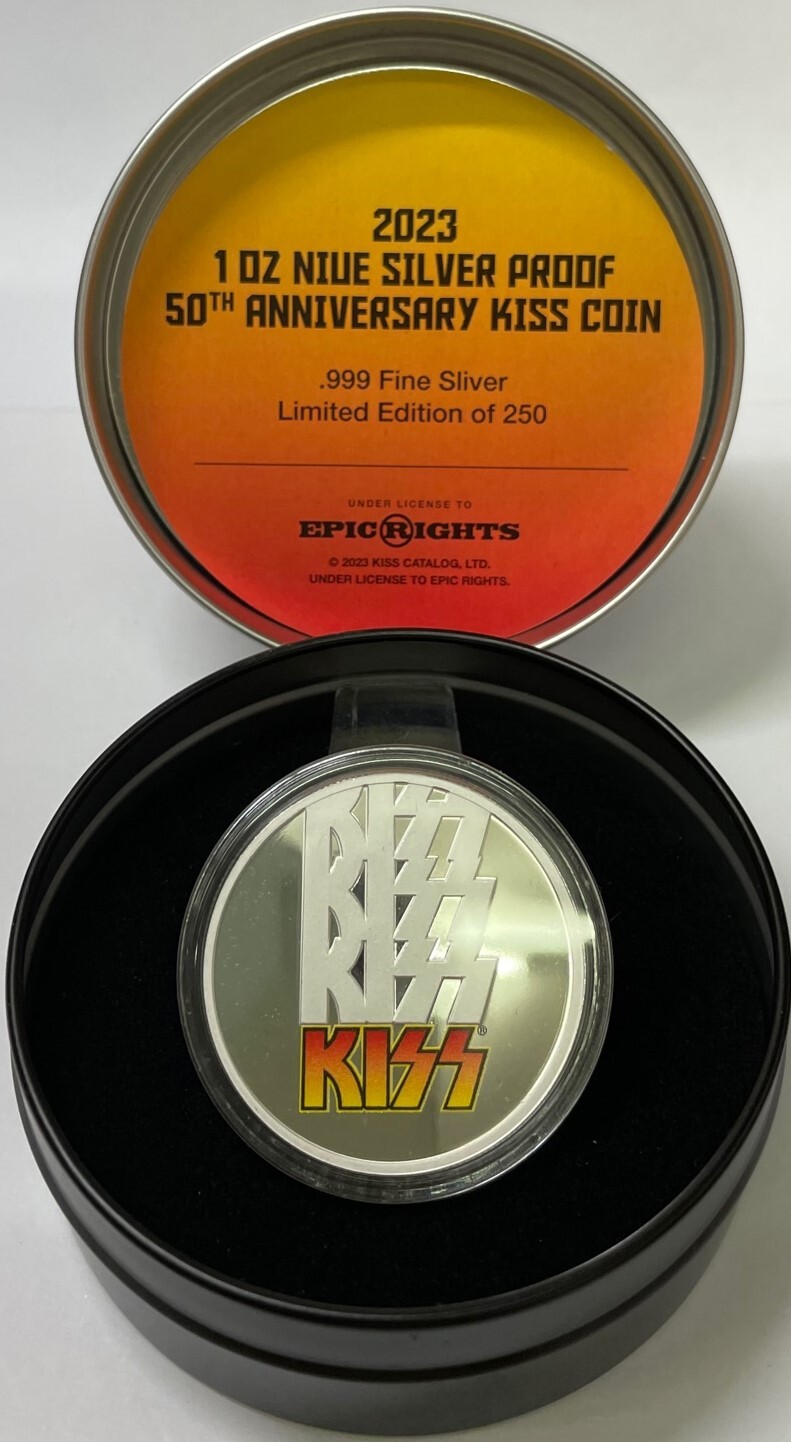 2023
1 OZ NIUE SILVER PROOF
50TH ANNIVERSARY KISS COIN
.999 Fine Sliver
Limited Edition of 250
UNDER LICENSE TO
EPIC RIGHTS
© 2023 KISS CATALOG, LTD.
UNDER LICENSE TO EPIC RIGHTS.
KISS
KISS
KISS
KISS®